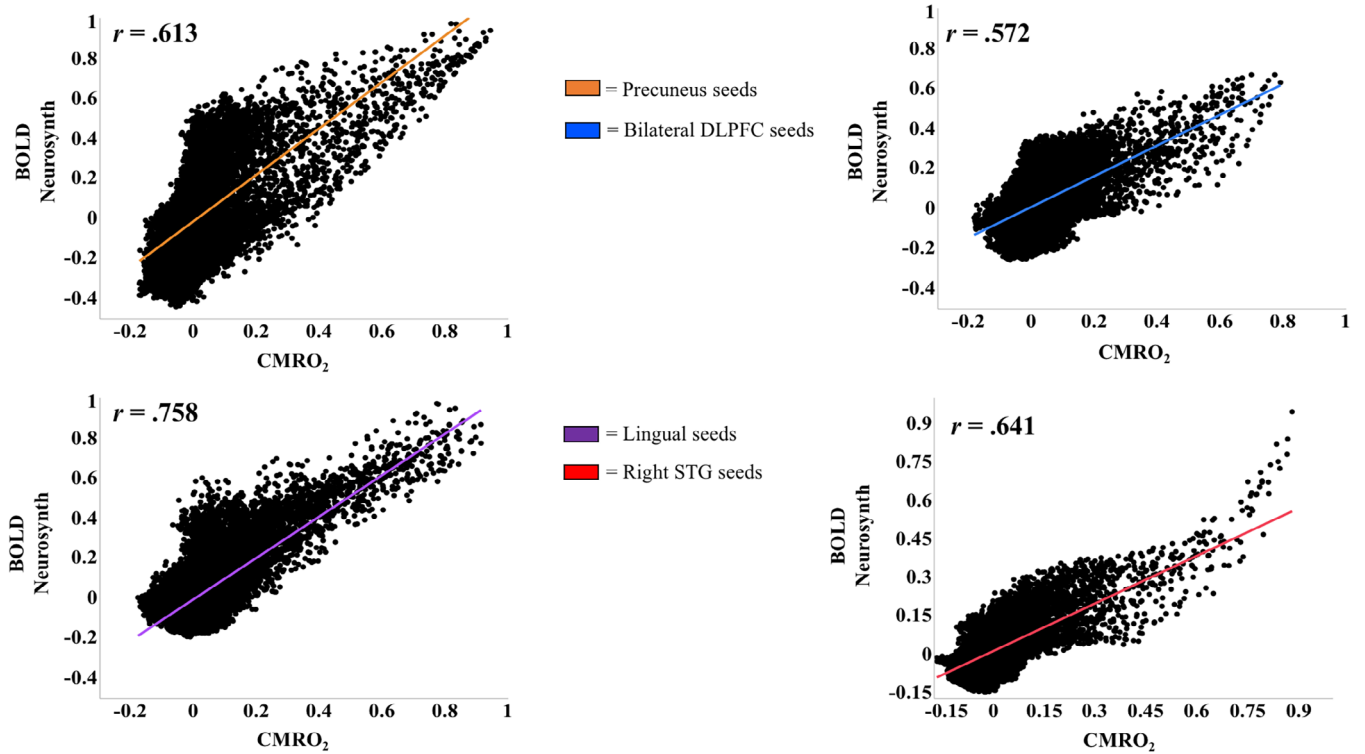 r = .613
1
0.8
0.6
0.4
0.2
0
-0.2
-0.4
BOLD
Neurosynth
-0.2 0 0.2 0.4 0.6 0.8 1
CMRO₂
= Precuneus seeds
= Bilateral DLPFC seeds
r = .572
1
0.8
0.6
0.4
0.2
0
-0.2
-0.4
BOLD
Neurosynth
-0.2 0 0.2 0.4 0.6 0.8 1
CMRO₂
r = .758
1
0.8
0.6
0.4
0.2
0
-0.2
-0.4
BOLD
Neurosynth
-0.2 0 0.2 0.4 0.6 0.8 1
CMRO₂
= Lingual seeds
= Right STG seeds
r = .641
0.9
0.75
0.6
0.45
0.3
0.15
0
-0.15
BOLD
Neurosynth
-0.15 0 0.15 0.3 0.45 0.6 0.75 0.9
CMRO₂